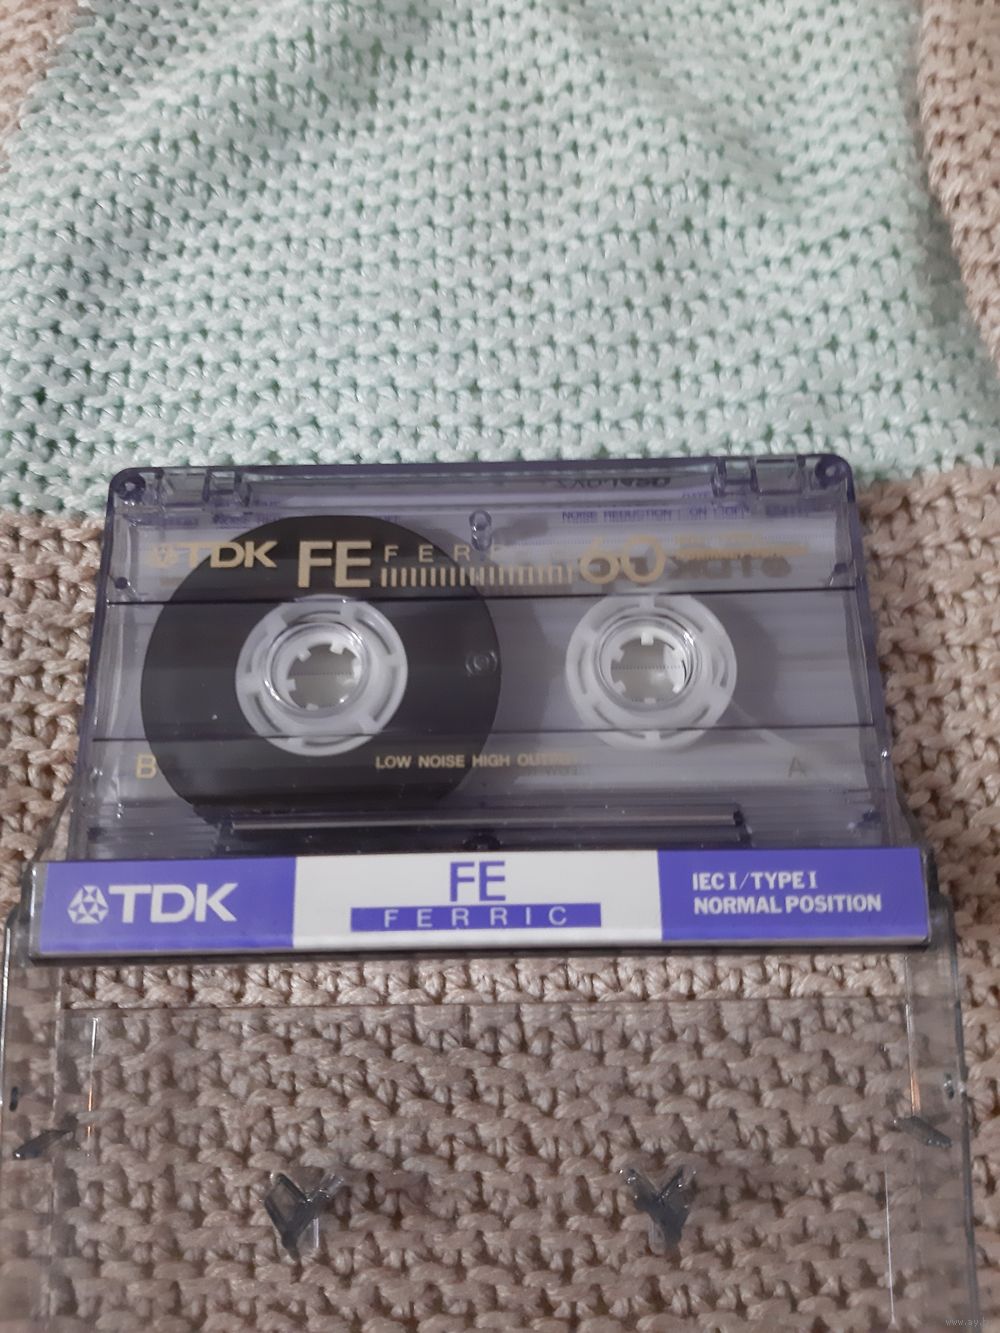 NOISE REDUCTION ON OFF
TDK FE FERRIC 60
B
LOW NOISE HIGH OUTPUT
A
TDK
FE
FERRIC
IEC I/TYPE I
NORMAL POSITION